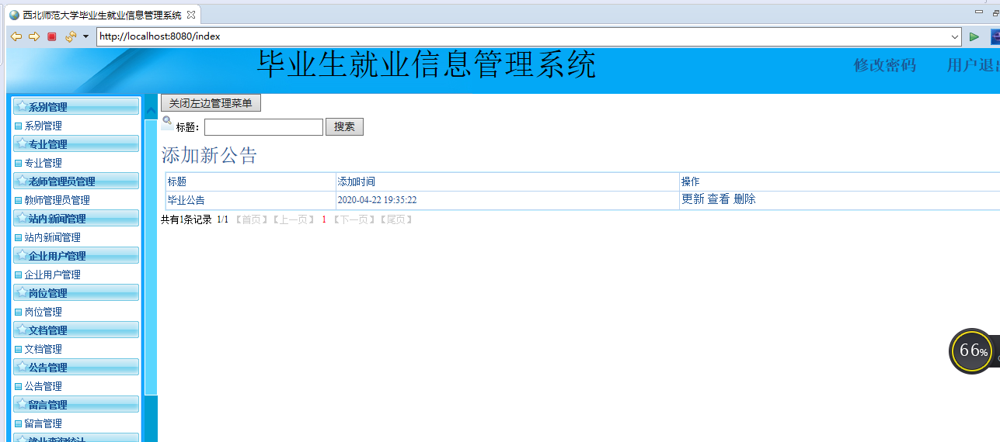 西北师范大学毕业生就业信息管理系统
http://localhost:8080/index
毕业生就业信息管理系统
修改密码 用户退
系别管理
系别管理
专业管理
专业管理
老师管理员管理
教师管理员管理
站内新闻管理
站内新闻管理
企业用户管理
企业用户管理
岗位管理
岗位管理
文档管理
文档管理
公告管理
公告管理
留言管理
留言管理
就业查询统计
关闭左边管理菜单
标题: 搜索
添加新公告
标题 添加时间 操作
毕业公告 2020-04-22 19:35:22 更新 查看 删除
共有1条记录 1/1 【首页】【上一页】 1 【下一页】【尾页】
66%